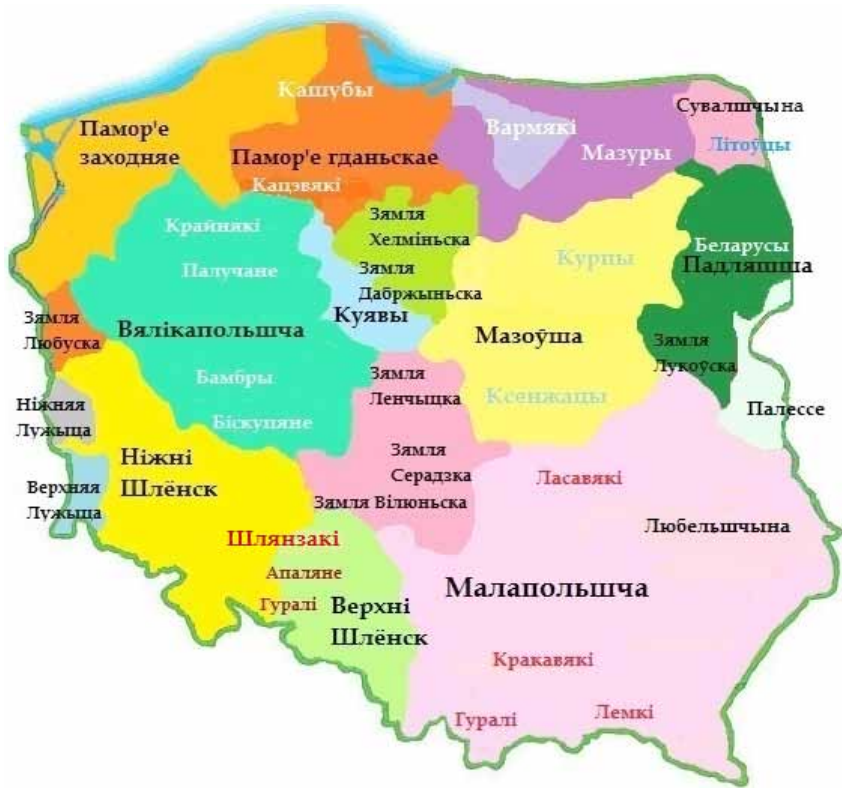 Кашубы
Сувалшчына
Памор'е
заходняе
Вармякі
Літоўцы
Памор'е гданьскае
Мазуры
Кацэвякі
Зямля
Хелміньска
Крайнякі
Беларусы
Курпы
Падляшша
Палучане
Зямля
Дабржыньска
Куявы
Зямля
Любуска
Вялікапольшча
Мазоўша
Зямля
Лукоўска
Бамбры
Зямля
Ленчыцка
Ксенжацы
Ніжняя
Лужыца
Біскупяне
Палессе
Ніжні
Шлёнск
Зямля
Серадзка
Ласавякі
Верхняя
Лужыца
Зямля Вілюньска
Любельшчына
Шлянзакі
Апаляне
Малапольшча
Гуралі
Верхні
Шлёнск
Кракавякі
Гуралі
Лемкі